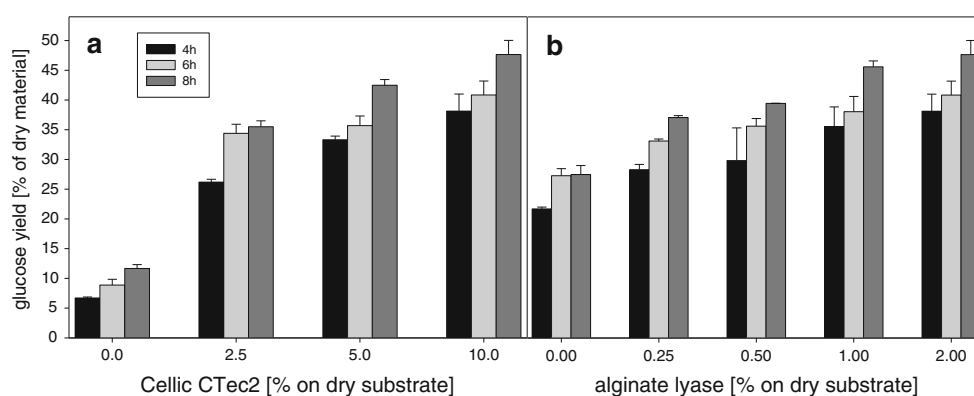 a
b
4h
6h
8h
glucose yield [% of dry material]
50
45
40
35
30
25
20
15
10
5
0
0.0 2.5 5.0 10.0
0.00 0.25 0.50 1.00 2.00
Cellic CTec2 [% on dry substrate]
alginate lyase [% on dry substrate]